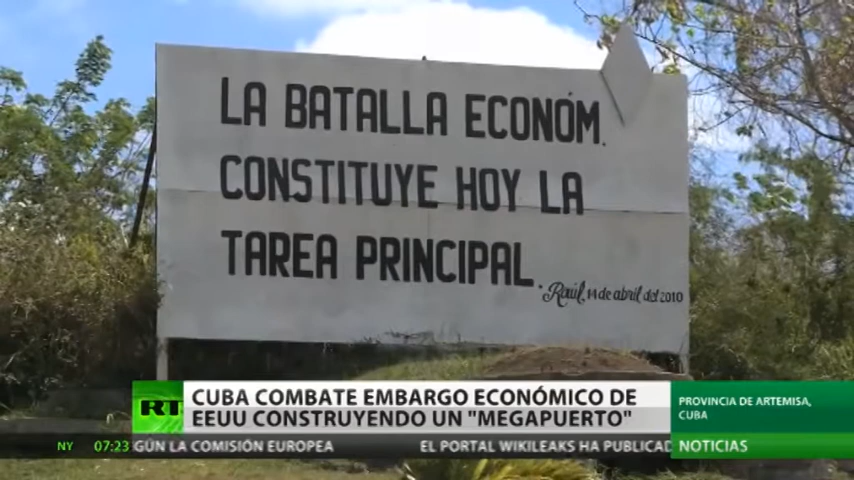 LA BATALLA ECONÓM.
CONSTITUYE HOY LA
TAREA PRINCIPAL.
Raúl, 14 de abril del 2010
RT
CUBA COMBATE EMBARGO ECONÓMICO DE
EEUU CONSTRUYENDO UN "MEGAPUERTO"
PROVINCIA DE ARTEMISA,
CUBA
NOTICIAS
NY 07:23 GÚN LA COMISIÓN EUROPEA EL PORTAL WIKILEAKS HA PUBLICAD